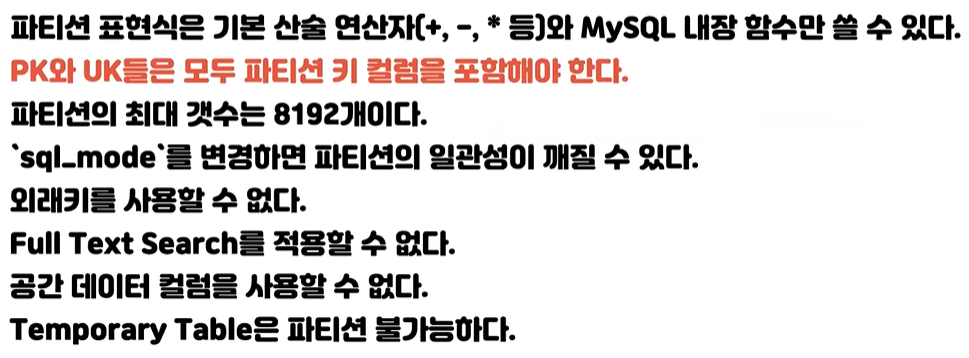 파티션 표현식은 기본 산술 연산자(+, -, * 등)와 MySQL 내장 함수만 쓸 수 있다.
PK와 UK들은 모두 파티션 키 컬럼을 포함해야 한다.
파티션의 최대 갯수는 8192개이다.
`sql_mode`를 변경하면 파티션의 일관성이 깨질 수 있다.
외래키를 사용할 수 없다.
Full Text Search를 적용할 수 없다.
공간 데이터 컬럼을 사용할 수 없다.
Temporary Table은 파티션 불가능하다.